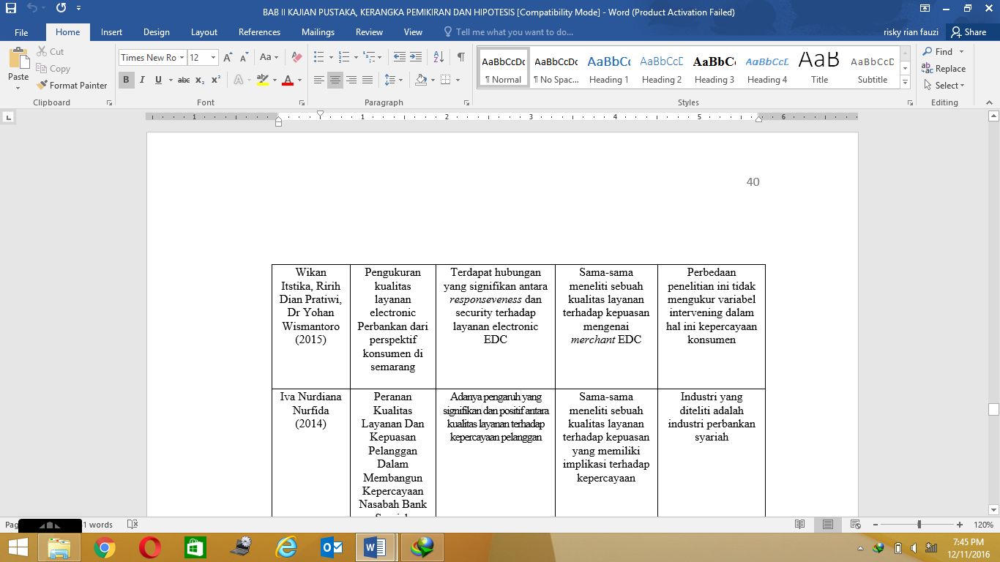 BAB II KAJIAN PUSTAKA, KERANGKA PEMIKIRAN DAN HIPOTESIS [Compatibility Mode] - Word (Product Activation Failed)
File Home Insert Design Layout References Mailings Review View Tell me what you want to do... risky rian fauzi Share
Paste
Cut
Copy
Format Painter
Times New Ro 12
Find
Replace
Select
AaBbCcDc AaBbCcDc AaBbCc AaBbCcD AaBbCc AaBbCcD AaB AaBbCcD
¶ Normal ¶ No Spac... Heading 1 Heading 2 Heading 3 Heading 4 Title Subtitle
Clipboard Font Paragraph Styles Editing
1 1 2 3 4 5 6
40
Wikan
Itstika, Ririh
Dian Pratiwi,
Dr Yohan
Wismantoro
(2015)
Pengukuran
kualitas
layanan
electronic
Perbankan dari
perspektif
konsumen di
semarang
Terdapat hubungan
yang signifikan antara
responseveness dan
security terhadap
layanan electronic
EDC
Sama-sama
meneliti sebuah
kualitas layanan
terhadap kepuasan
mengenai
merchant EDC
Perbedaan
penelitian ini tidak
mengukur variabel
intervening dalam
hal ini kepercayaan
konsumen
Iva Nurdiana
Nurfida
(2014)
Peranan
Kualitas
Layanan Dan
Kepuasan
Pelanggan
Dalam
Membangun
Kepercayaan
Nasabah Bank
Adanya pengaruh yang
signifikan dan positif antara
kualitas layanan terhadap
kepercayaan pelanggan
Sama-sama
meneliti sebuah
kualitas layanan
terhadap kepuasan
yang memiliki
implikasi terhadap
kepercayaan
Industri yang
diteliti adalah
industri perbankan
syariah
words
120%
7:45 PM
12/11/2016